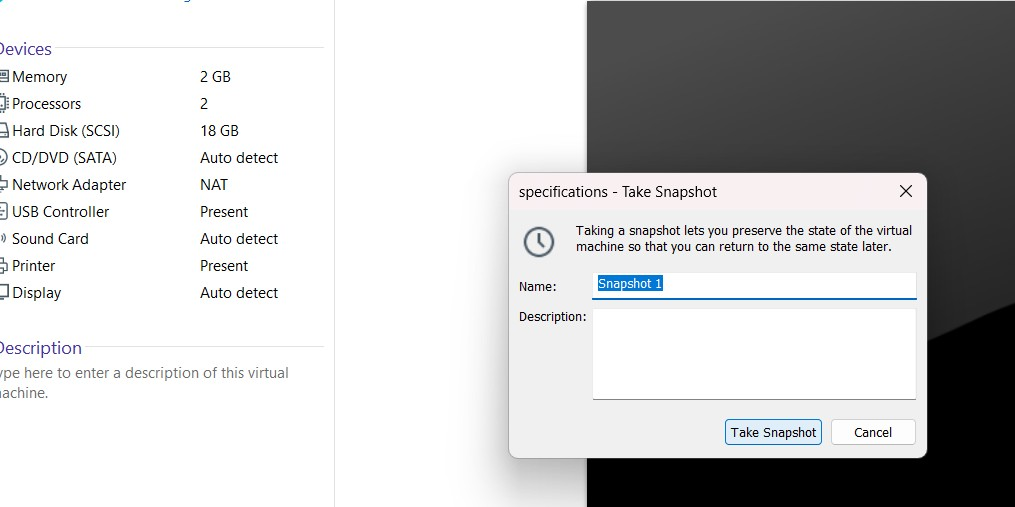 Devices
Memory 2 GB
Processors 2
Hard Disk (SCSI) 18 GB
CD/DVD (SATA) Auto detect
Network Adapter NAT
USB Controller Present
Sound Card Auto detect
Printer Present
Display Auto detect
Description
ype here to enter a description of this virtual
achine.
specifications - Take Snapshot
Taking a snapshot lets you preserve the state of the virtual
machine so that you can return to the same state later.
Name: Snapshot 1
Description:
Take Snapshot Cancel